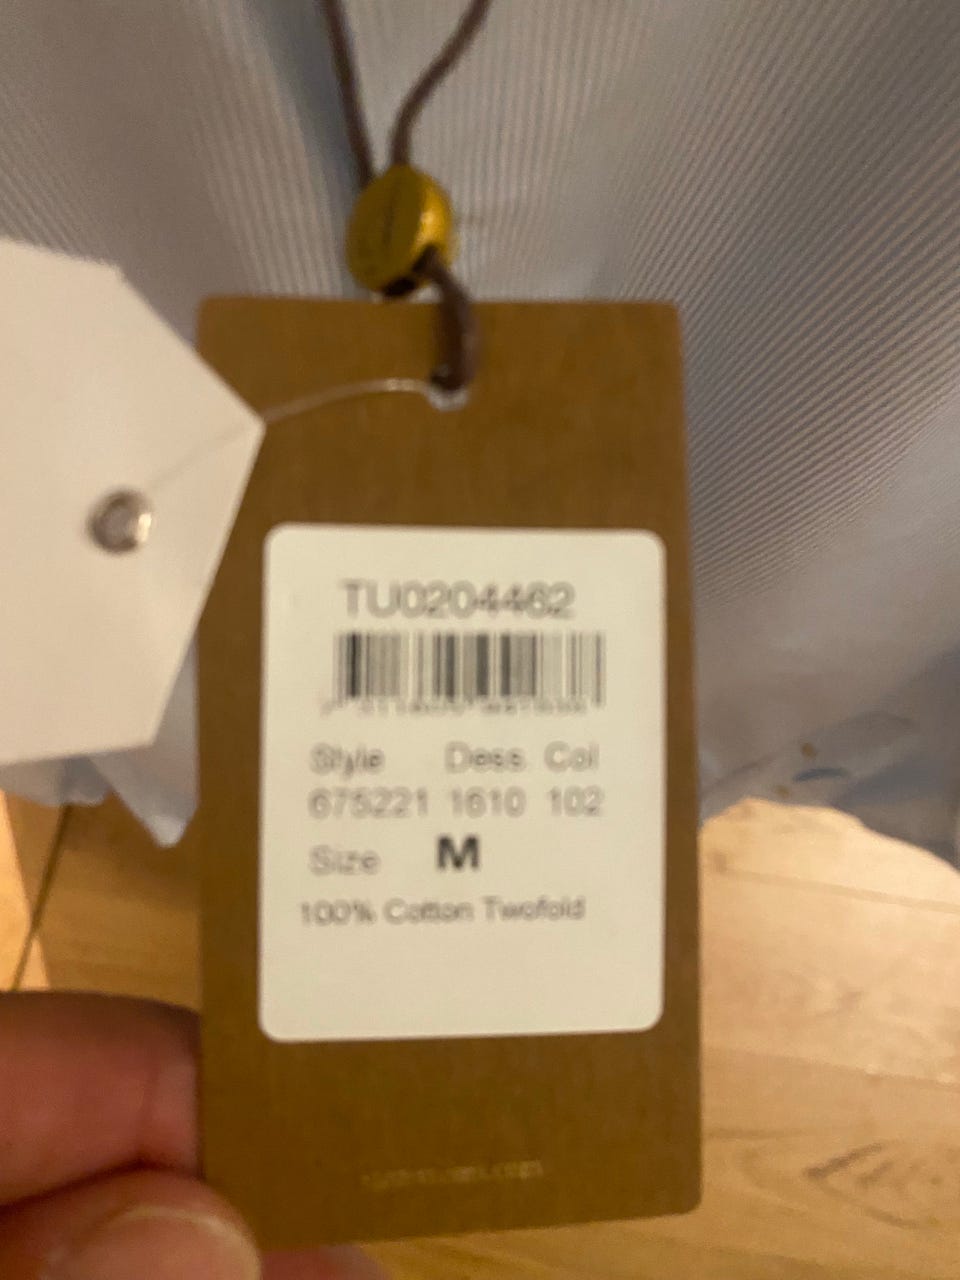 TU0204462
Style Dess. Col
675221 1610 102
Size M
100% Cotton Twofold